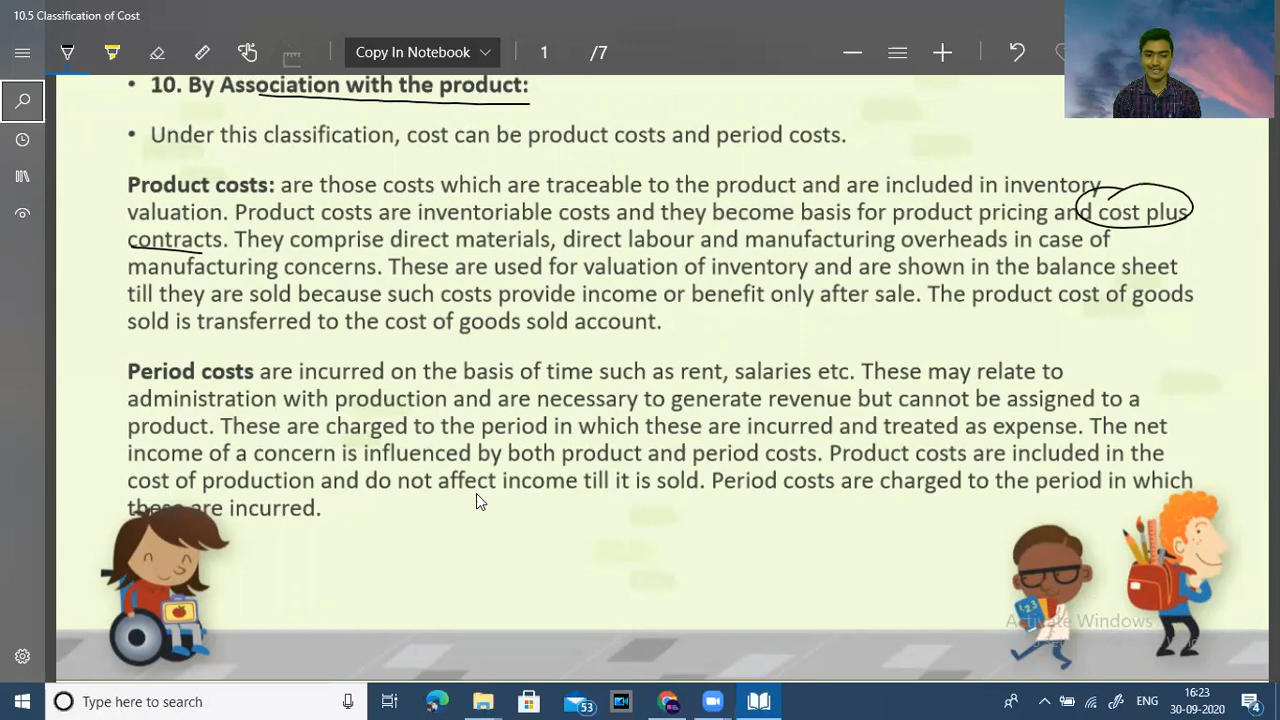 10.5 Classification of Cost
Copy In Notebook
1
/7
• 10. By Association with the product:
• Under this classification, cost can be product costs and period costs.
Product costs: are those costs which are traceable to the product and are included in inventory
valuation. Product costs are inventoriable costs and they become basis for product pricing and cost plus
contracts. They comprise direct materials, direct labour and manufacturing overheads in case of
manufacturing concerns. These are used for valuation of inventory and are shown in the balance sheet
till they are sold because such costs provide income or benefit only after sale. The product cost of goods
sold is transferred to the cost of goods sold account.
Period costs are incurred on the basis of time such as rent, salaries etc. These may relate to
administration with production and are necessary to generate revenue but cannot be assigned to a
product. These are charged to the period in which these are incurred and treated as expense. The net
income of a concern is influenced by both product and period costs. Product costs are included in the
cost of production and do not affect income till it is sold. Period costs are charged to the period in which
these are incurred.
1 2 3
Activate Windows
Type here to search
53
ENG
16:23
30-09-2020
4